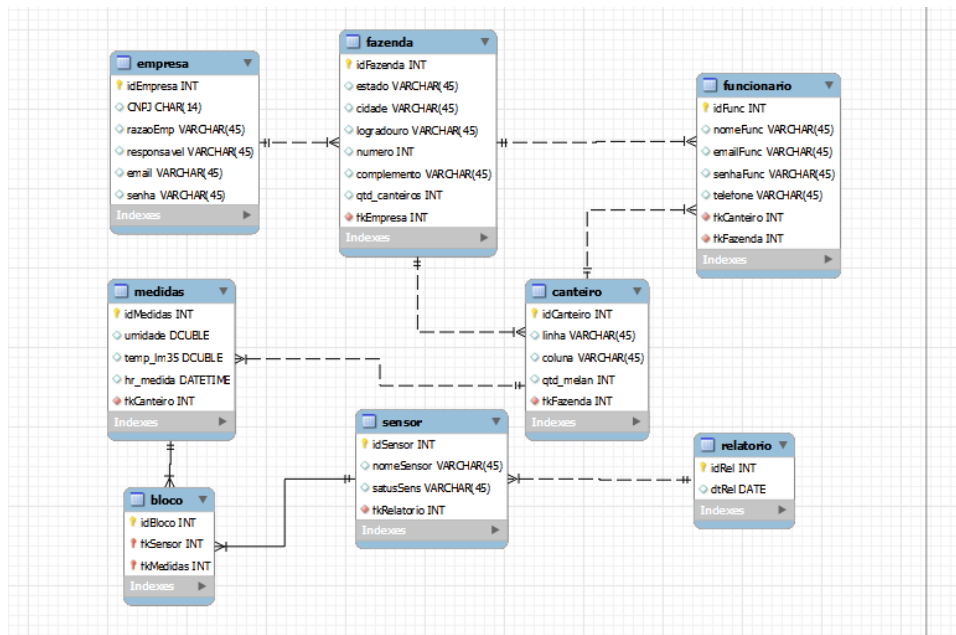 empresa
idEmpresa INT
CNPJ CHAR(14)
razaoEmp VARCHAR(45)
responsavel VARCHAR(45)
email VARCHAR(45)
senha VARCHAR(45)
Indexes
fazenda
idFazenda INT
estado VARCHAR(45)
cidade VARCHAR(45)
logradouro VARCHAR(45)
numero INT
complemento VARCHAR(45)
qtd_canteiros INT
fkEmpresa INT
Indexes
funcionario
idFunc INT
nomeFunc VARCHAR(45)
emailFunc VARCHAR(45)
senhaFunc VARCHAR(45)
telefone VARCHAR(45)
fkCanteiro INT
fkFazenda INT
Indexes
medidas
idMedidas INT
umidade DOUBLE
temp_lm35 DOUBLE
hr_medida DATETIME
fkCanteiro INT
Indexes
canteiro
idCanteiro INT
linha VARCHAR(45)
coluna VARCHAR(45)
qtd_melan INT
fkFazenda INT
Indexes
sensor
idSensor INT
nomeSensor VARCHAR(45)
satusSens VARCHAR(45)
fkRelatorio INT
Indexes
relatorio
idRel INT
dtRel DATE
Indexes
bloco
idBloco INT
fkSensor INT
fkMedidas INT
Indexes